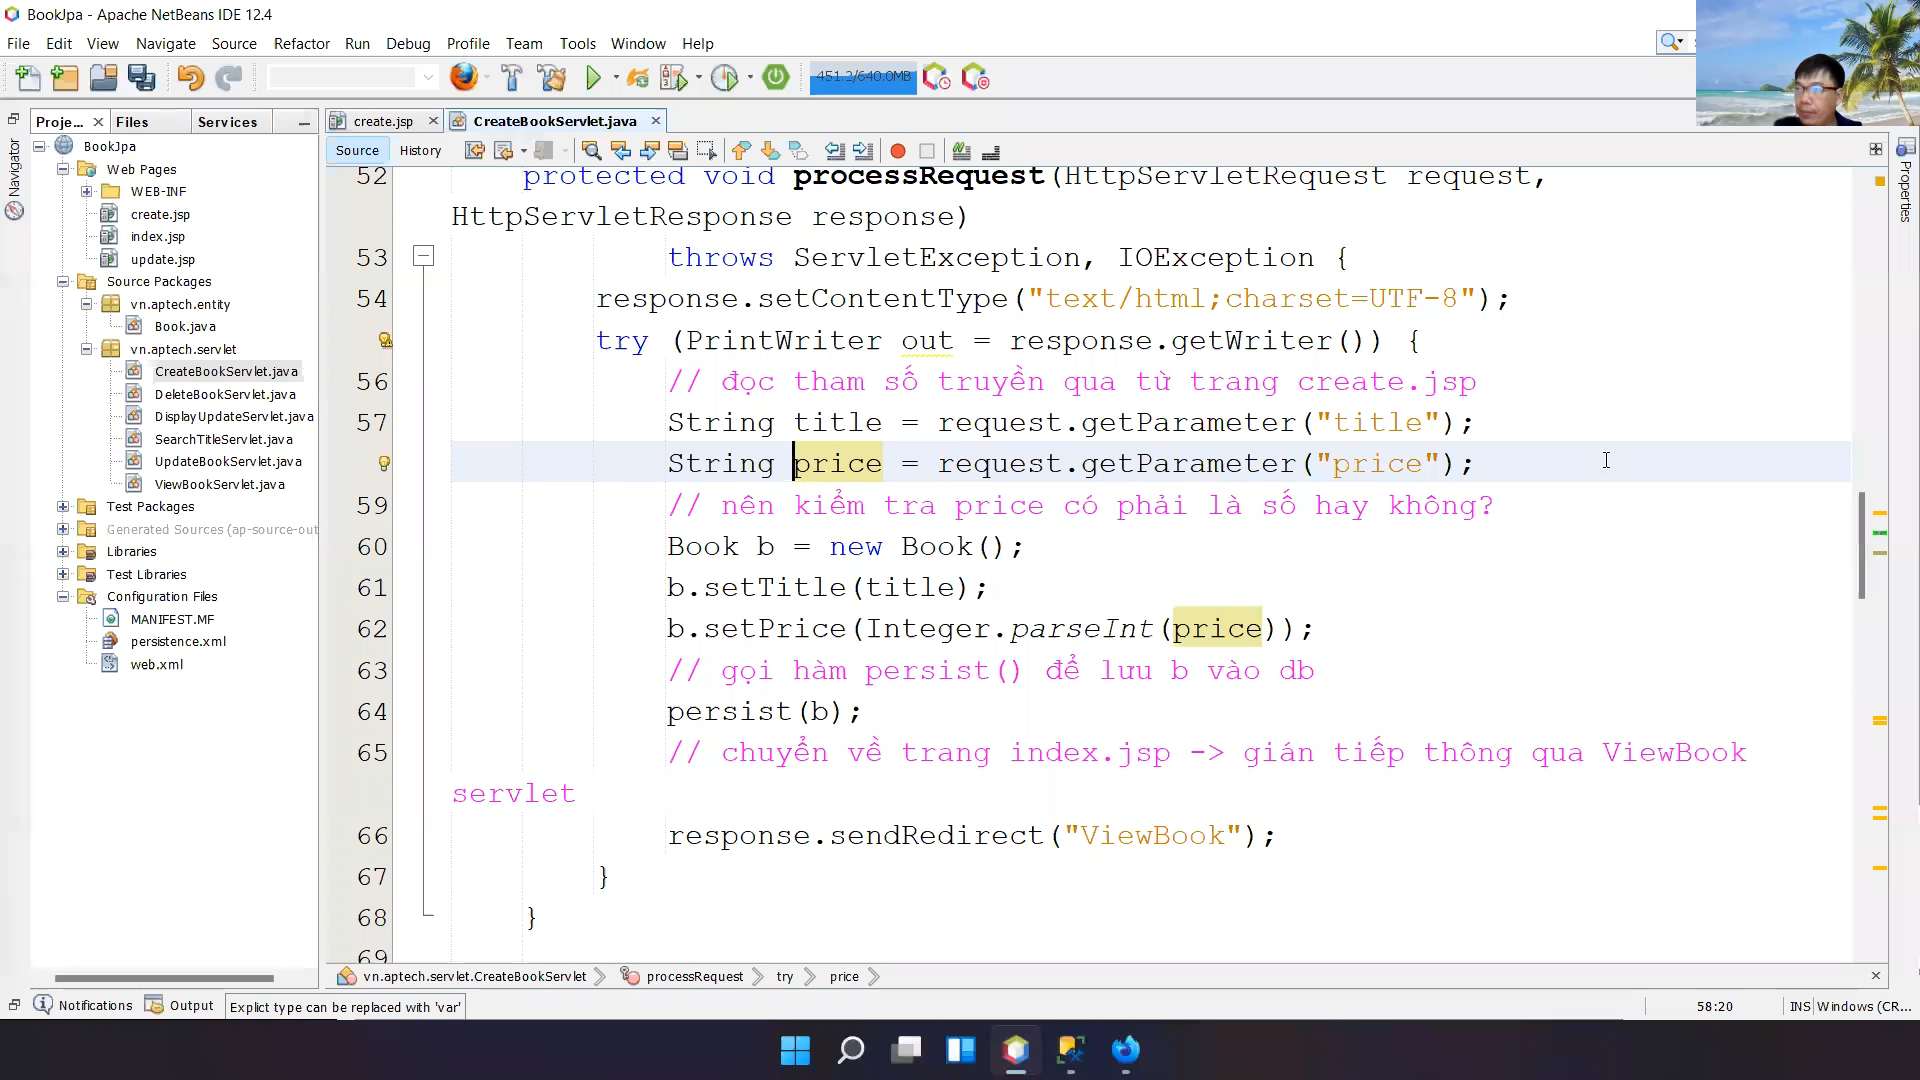 BookJpa - Apache NetBeans IDE 12.4
File Edit View Navigate Source Refactor Run Debug Profile Team Tools Window Help
451.2/640.0MB
Proje... Files Services
create.jsp CreateBookServlet.java
Source History
Navigator
Properties
BookJpa
Web Pages
WEB-INF
create.jsp
index.jsp
update.jsp
Source Packages
vn.aptech.entity
Book.java
vn.aptech.servlet
CreateBookServlet.java
DeleteBookServlet.java
DisplayUpdateServlet.java
SearchTitleServlet.java
UpdateBookServlet.java
ViewBookServlet.java
Test Packages
Generated Sources (ap-source-out
Libraries
Test Libraries
Configuration Files
MANIFEST.MF
persistence.xml
web.xml
52 protected void processRequest(HttpServletRequest request,
HttpServletResponse response)
53 throws ServletException, IOException {
54 response.setContentType("text/html;charset=UTF-8");
try (PrintWriter out = response.getWriter()) {
56 // đọc tham số truyền qua từ trang create.jsp
57 String title = request.getParameter("title");
String price = request.getParameter("price");
59 // nên kiểm tra price có phải là số hay không?
60 Book b = new Book();
61 b.setTitle(title);
62 b.setPrice(Integer.parseInt(price));
63 // gọi hàm persist() để lưu b vào db
64 persist(b);
65 // chuyển về trang index.jsp -> gián tiếp thông qua ViewBook
servlet
66 response.sendRedirect("ViewBook");
67 }
68 }
69
vn.aptech.servlet.CreateBookServlet processRequest try price
Notifications Output Explict type can be replaced with 'var' 58:20 INS Windows (CR...